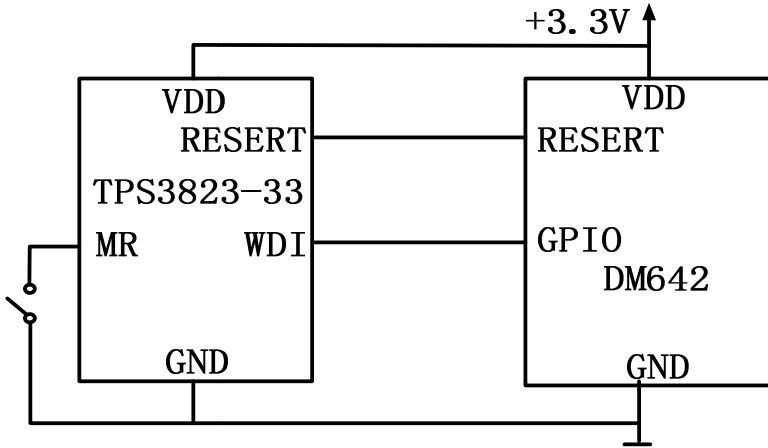 +3.3V
VDD
VDD
RESERT
RESERT
TPS3823-33
MR
WDI
GPIO
DM642
GND
GND